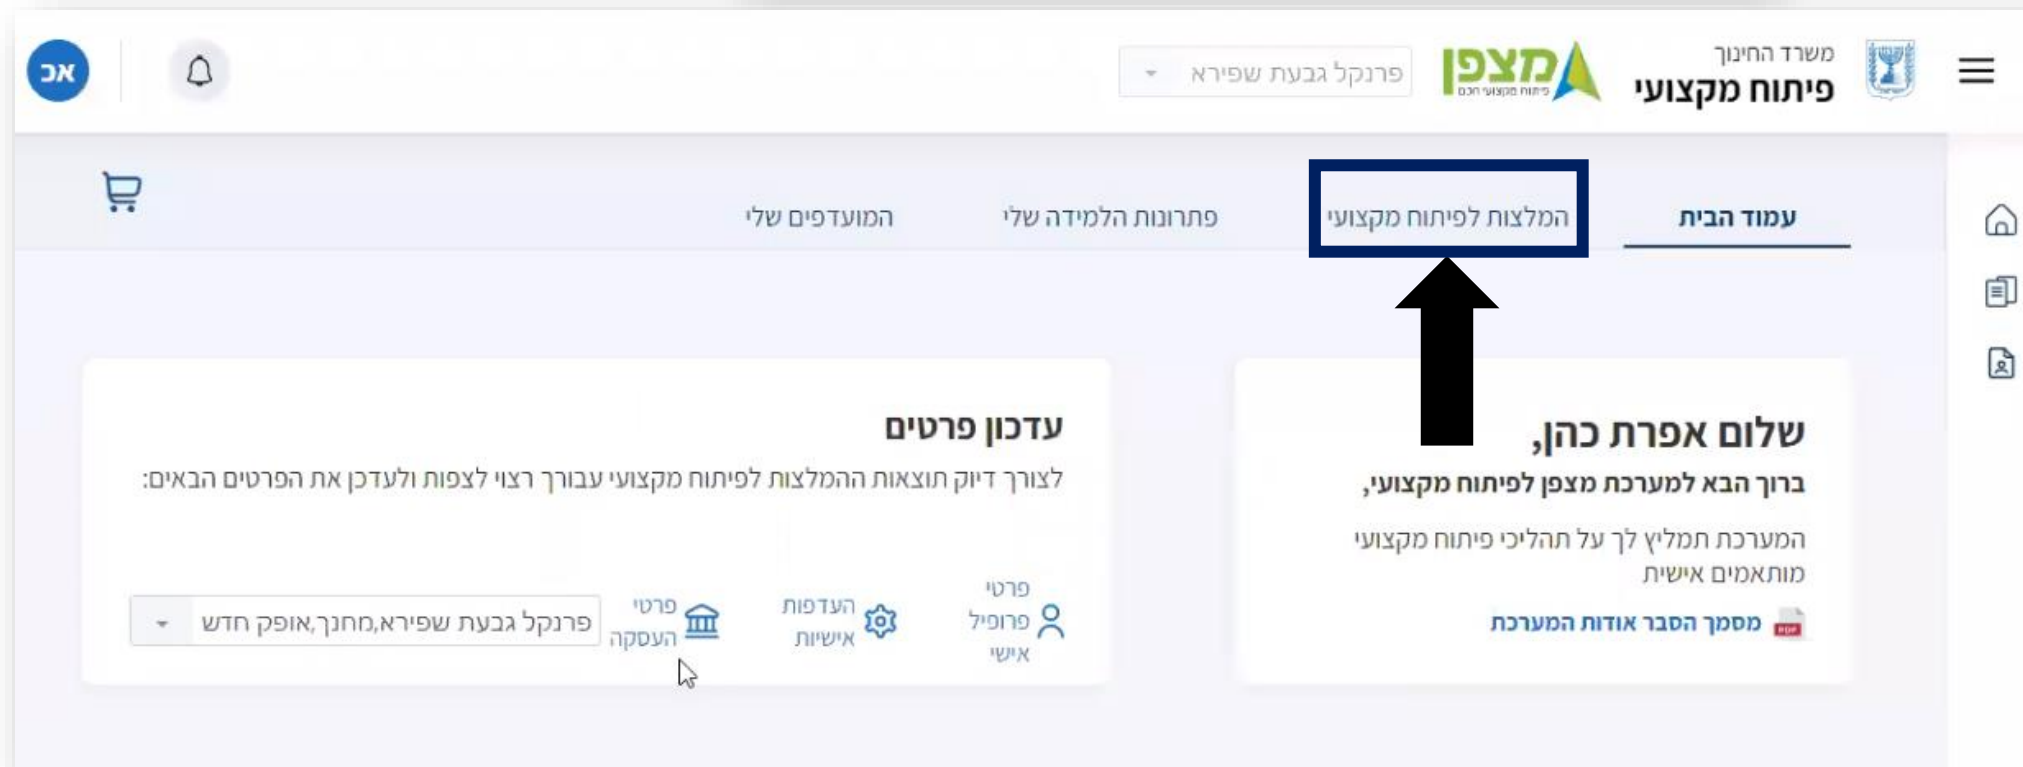 משרד החינוך
פיתוח מקצועי
מצפן
פיתוח מקצועי חכם
פרנקל גבעת שפירא
אכ
עמוד הבית
המלצות לפיתוח מקצועי
פתרונות הלמידה שלי
המועדפים שלי
שלום אפרת כהן,
ברוך הבא למערכת מצפן לפיתוח מקצועי,
המערכת תמליץ לך על תהליכי פיתוח מקצועי
מותאמים אישית
PDF
מסמך הסבר אודות המערכת
עדכון פרטים
לצורך דיוק תוצאות ההמלצות לפיתוח מקצועי עבורך רצוי לצפות ולעדכן את הפרטים הבאים:
פרטי
פרופיל
אישי
העדפות
אישיות
פרטי
העסקה
פרנקל גבעת שפירא,מחנך,אופק חדש